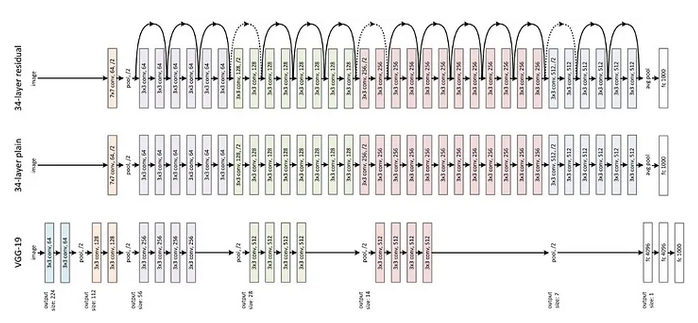 34-layer residual
image
7x7 conv, 64, /2
pool, /2
3x3 conv, 64
3x3 conv, 64
3x3 conv, 64
3x3 conv, 64
3x3 conv, 64
3x3 conv, 64
3x3 conv, 128, /2
3x3 conv, 128
3x3 conv, 128
3x3 conv, 128
3x3 conv, 128
3x3 conv, 128
3x3 conv, 128
3x3 conv, 128
3x3 conv, 256, /2
3x3 conv, 256
3x3 conv, 256
3x3 conv, 256
3x3 conv, 256
3x3 conv, 256
3x3 conv, 256
3x3 conv, 256
3x3 conv, 256
3x3 conv, 256
3x3 conv, 256
3x3 conv, 256
3x3 conv, 512, /2
3x3 conv, 512
3x3 conv, 512
3x3 conv, 512
3x3 conv, 512
3x3 conv, 512
avg pool
fc 1000
34-layer plain
image
7x7 conv, 64, /2
pool, /2
3x3 conv, 64
3x3 conv, 64
3x3 conv, 64
3x3 conv, 64
3x3 conv, 64
3x3 conv, 64
3x3 conv, 128, /2
3x3 conv, 128
3x3 conv, 128
3x3 conv, 128
3x3 conv, 128
3x3 conv, 128
3x3 conv, 128
3x3 conv, 128
3x3 conv, 256, /2
3x3 conv, 256
3x3 conv, 256
3x3 conv, 256
3x3 conv, 256
3x3 conv, 256
3x3 conv, 256
3x3 conv, 256
3x3 conv, 256
3x3 conv, 256
3x3 conv, 256
3x3 conv, 256
3x3 conv, 512, /2
3x3 conv, 512
3x3 conv, 512
3x3 conv, 512
3x3 conv, 512
3x3 conv, 512
avg pool
fc 1000
VGG-19
image
3x3 conv, 64
3x3 conv, 64
pool, /2
3x3 conv, 128
3x3 conv, 128
pool, /2
3x3 conv, 256
3x3 conv, 256
3x3 conv, 256
3x3 conv, 256
pool, /2
3x3 conv, 512
3x3 conv, 512
3x3 conv, 512
3x3 conv, 512
pool, /2
3x3 conv, 512
3x3 conv, 512
3x3 conv, 512
3x3 conv, 512
pool, /2
fc 4096
fc 4096
fc 1000
output
size: 224
output
size: 112
output
size: 56
output
size: 28
output
size: 14
output
size: 7
output
size: 1